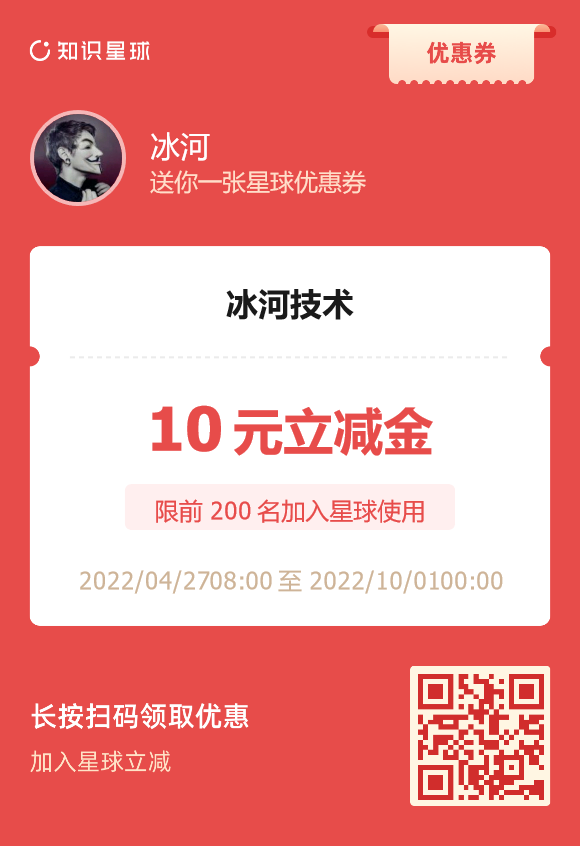 知识星球
优惠券
冰河
送你一张星球优惠券
冰河技术
10 元立减金
限前 200 名加入星球使用
2022/04/2708:00 至 2022/10/0100:00
长按扫码领取优惠
加入星球立减